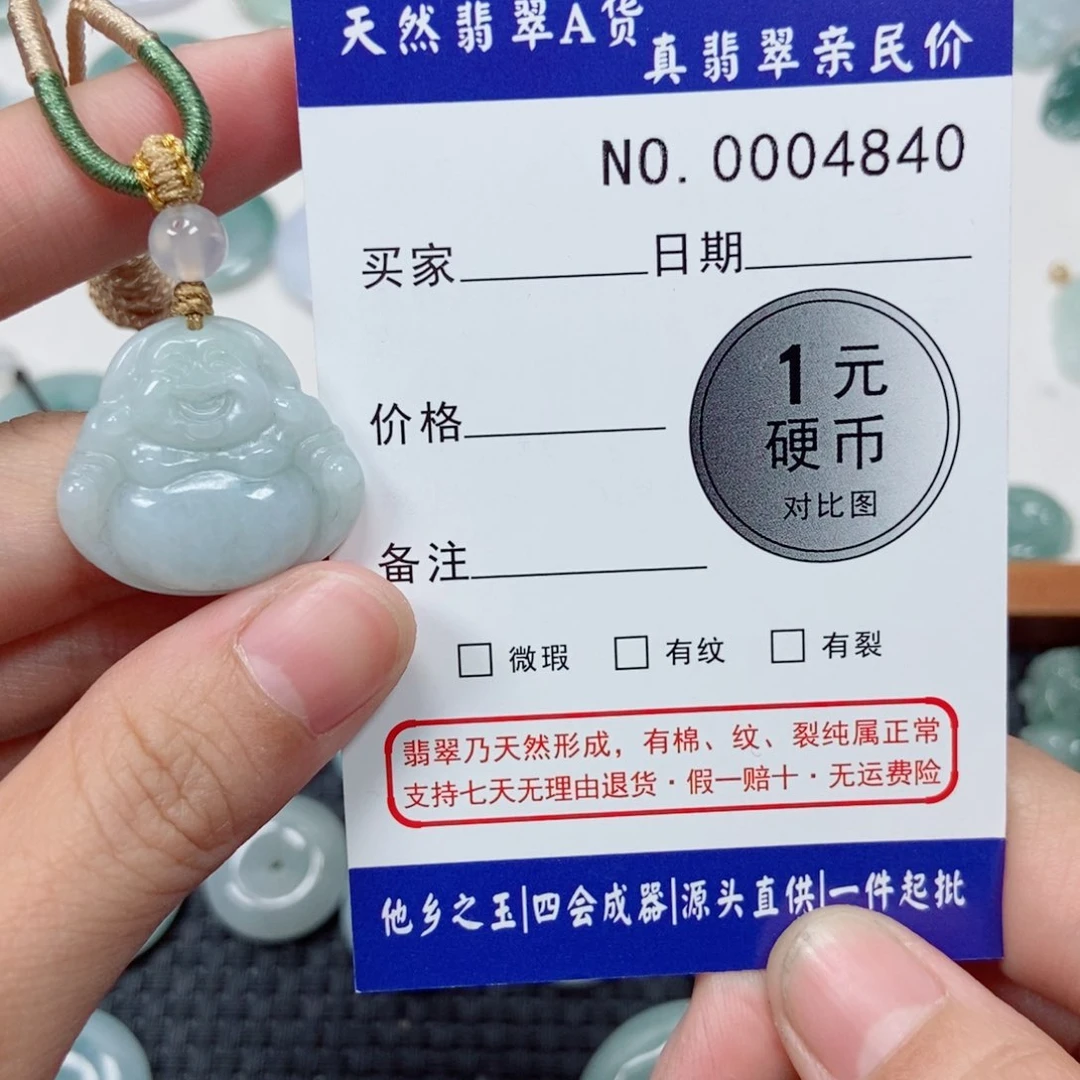 天然翡翠A货
真翡翠亲民价
NO. 0004840
买家 日期
1元
硬币
对比图
价格
备注
□ 微瑕 □ 有纹 □ 有裂
翡翠乃天然形成，有棉、纹、裂纯属正常
支持七天无理由退货·假一赔十·无运费险
他乡之玉|四会成器|源头直供|一件起批